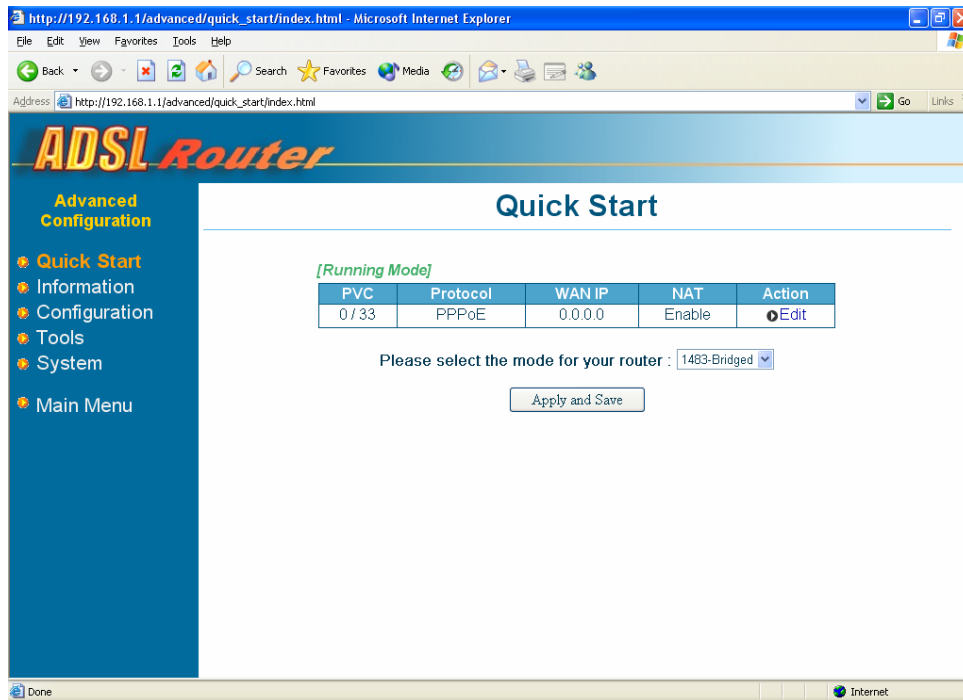 http://192.168.1.1/advanced/quick_start/index.html - Microsoft Internet Explorer
File Edit View Favorites Tools Help
Back Search Favorites Media
Address http://192.168.1.1/advanced/quick_start/index.html Go Links
ADSL Router
Advanced
Configuration
Quick Start
Information
Configuration
Tools
System
Main Menu
Quick Start
[Running Mode]
PVC Protocol WAN IP NAT Action
0 / 33 PPPoE 0.0.0.0 Enable Edit
Please select the mode for your router : 1483-Bridged
Apply and Save
Done Internet